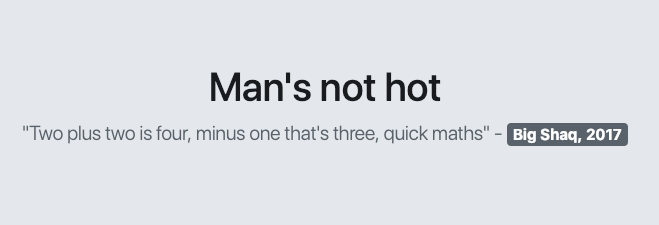 Man's not hot
"Two plus two is four, minus one that's three, quick maths" - Big Shaq, 2017